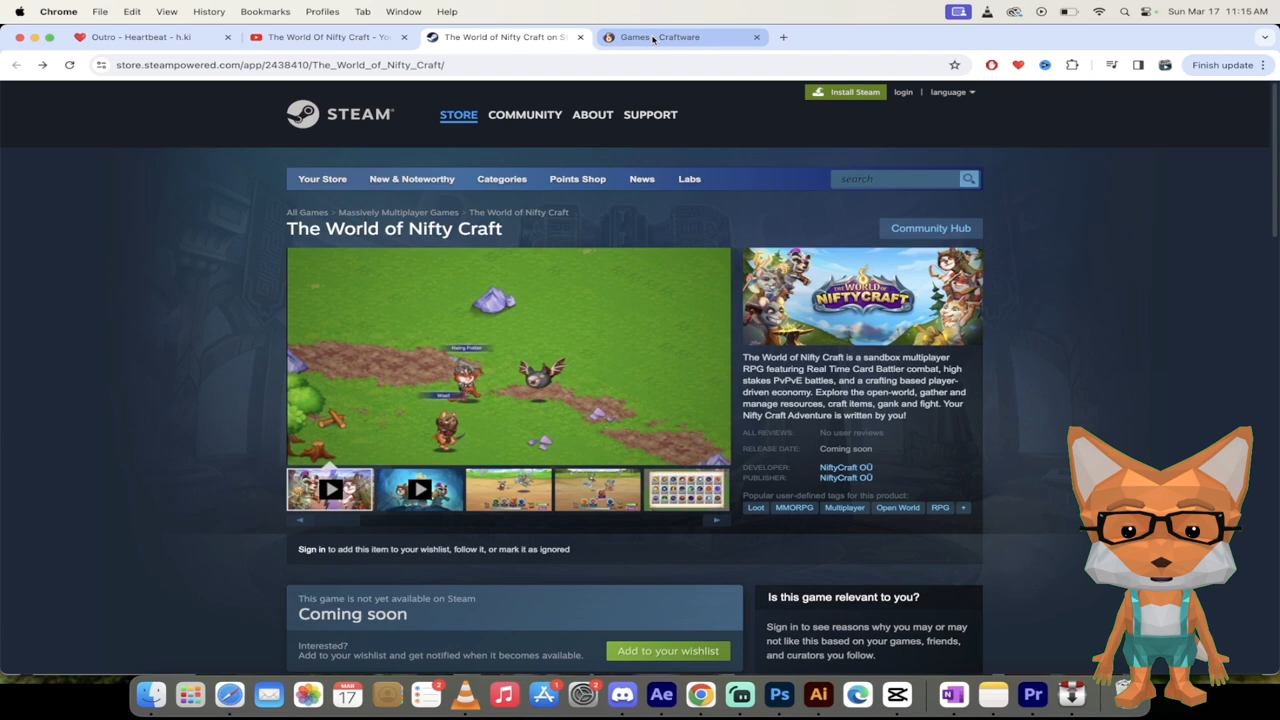 Chrome File Edit View History Bookmarks Profiles Tab Window Help Sun Mar 17 11:15 AM
Outro - Heartbeat - h.ki The World Of Nifty Craft - Yo The World of Nifty Craft on St Games - Craftware
store.steampowered.com/app/2438410/The_World_of_Nifty_Craft/ Finish update
Install Steam login | language
STEAM® STORE COMMUNITY ABOUT SUPPORT
Your Store New & Noteworthy Categories Points Shop News Labs search
All Games > Massively Multiplayer Games > The World of Nifty Craft
The World of Nifty Craft Community Hub
THE WORLD OF
NIFTYCRAFT
The World of Nifty Craft is a sandbox multiplayer
RPG featuring Real Time Card Battler combat, high
stakes PvPvE battles, and a crafting based player-
driven economy. Explore the open-world, gather and
manage resources, craft items, gank and fight. Your
Nifty Craft Adventure is written by you!
ALL REVIEWS: No user reviews
RELEASE DATE: Coming soon
DEVELOPER: NiftyCraft OÜ
PUBLISHER: NiftyCraft OÜ
Popular user-defined tags for this product:
Loot MMORPG Multiplayer Open World RPG +
Sign in to add this item to your wishlist, follow it, or mark it as ignored
This game is not yet available on Steam
Coming soon
Interested?
Add to your wishlist and get notified when it becomes available. Add to your wishlist
Is this game relevant to you?
Sign in to see reasons why you may or may
not like this based on your games, friends,
and curators you follow.
MAR
17 2 1 2 Ae Ps Ai N Pr